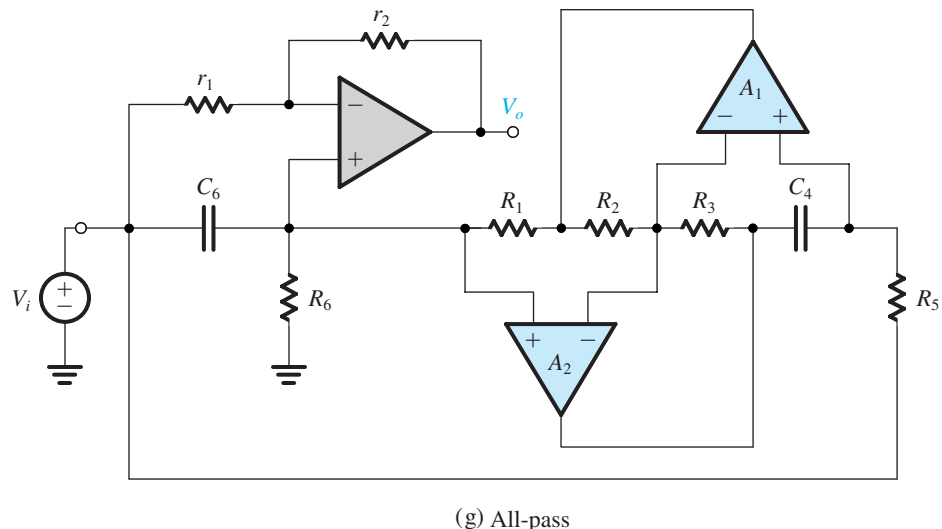 r2
r1
Vo
−
+
A1
−
+
C6
R1
R2
R3
C4
Vi
+
−
R6
R5
+
−
A2
(g) All-pass